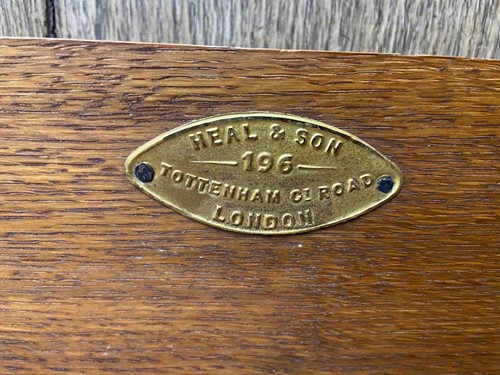 HEAL & SON
196
TOTTENHAM CT ROAD
LONDON